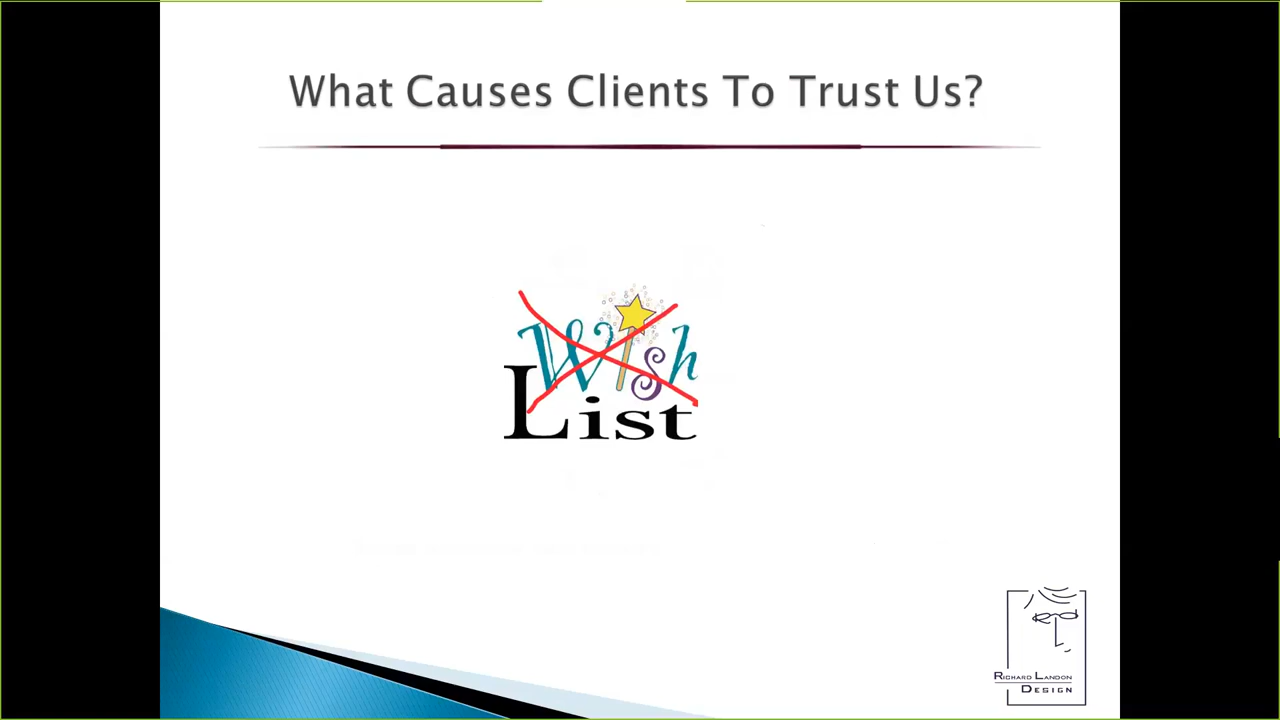 What Causes Clients To Trust Us?
Wish
List
RICHARD LANDON
DESIGN